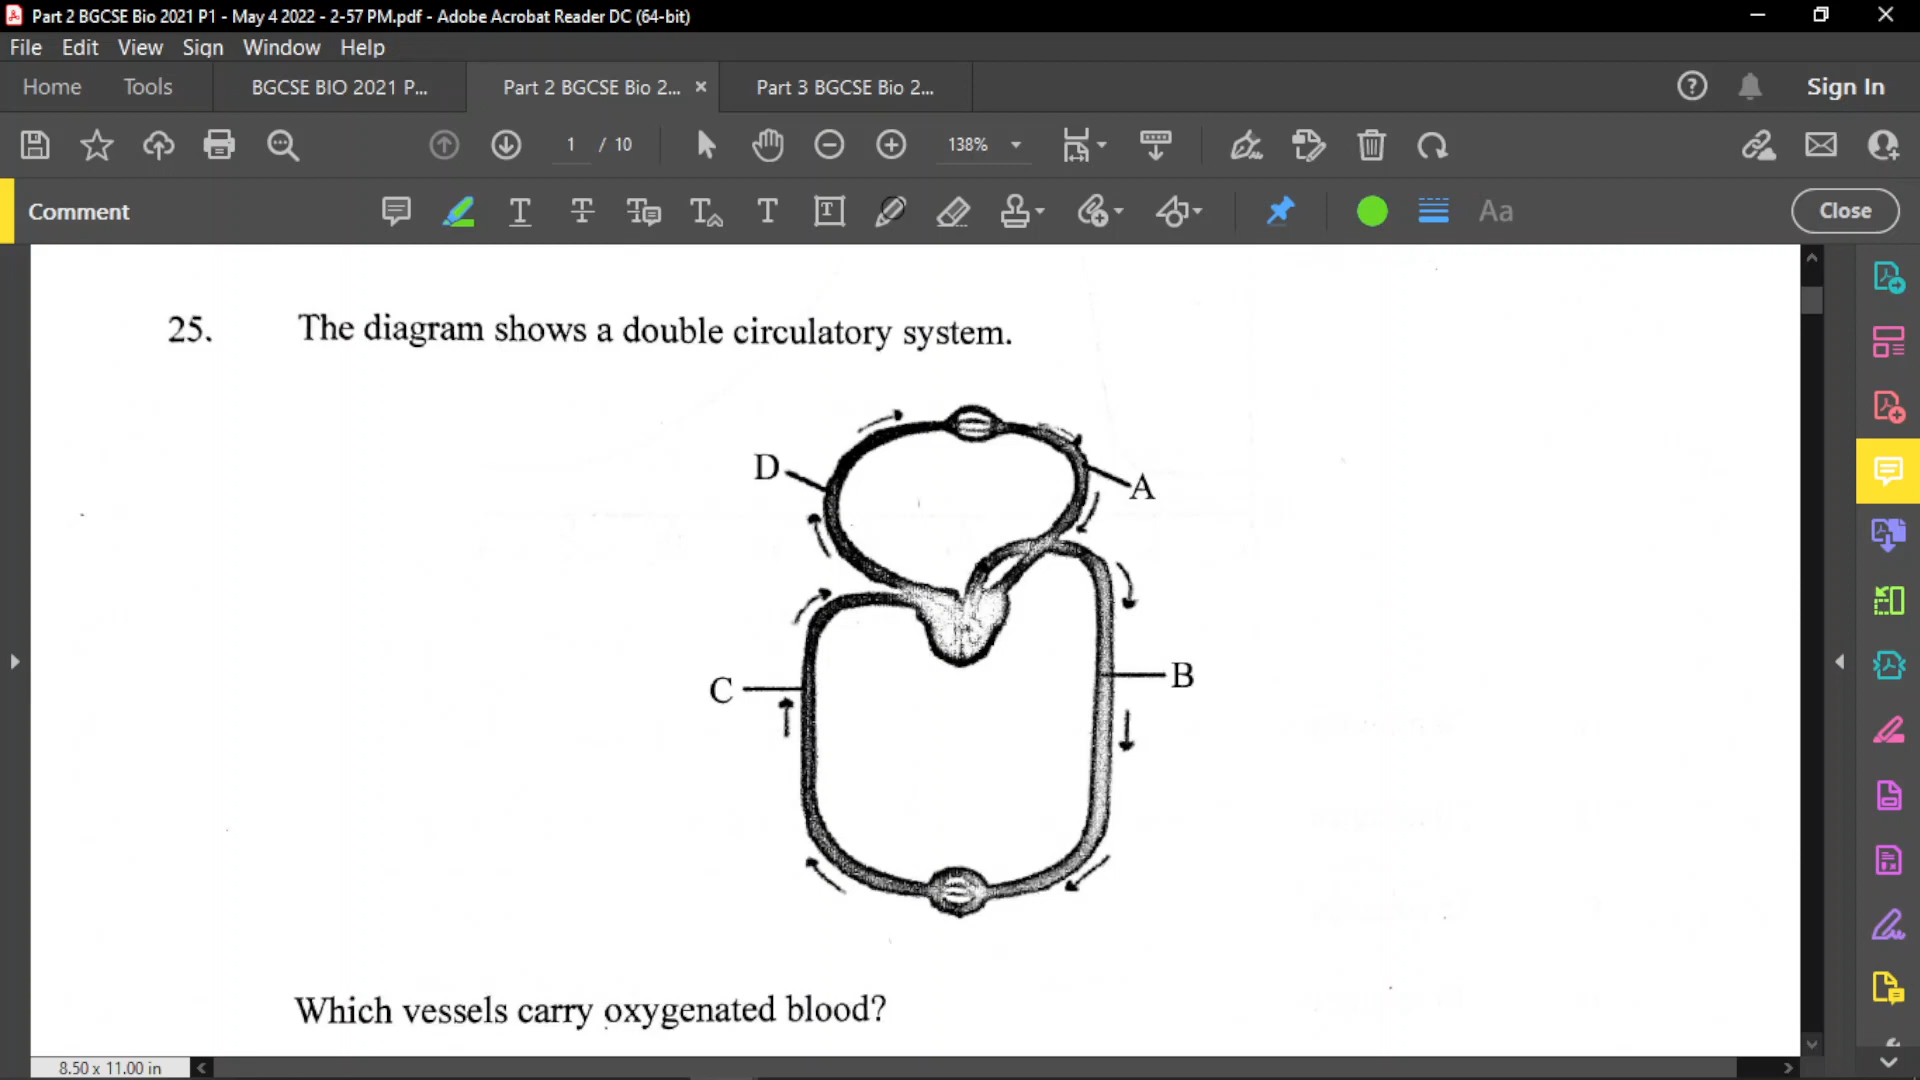 Part 2 BGCSE Bio 2021 P1 - May 4 2022 - 2-57 PM.pdf - Adobe Acrobat Reader DC (64-bit)
File Edit View Sign Window Help
Home Tools BGCSE BIO 2021 P... Part 2 BGCSE Bio 2... × Part 3 BGCSE Bio 2... Sign In
1 / 10 138%
Comment Aa Close
25. The diagram shows a double circulatory system.
D
A
B
C
Which vessels carry oxygenated blood?
8.50 x 11.00 in